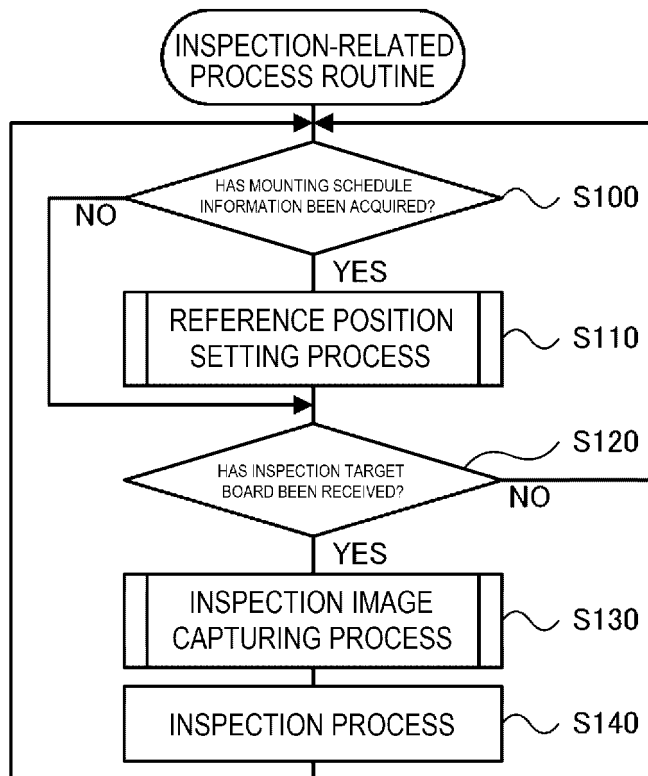 INSPECTION-RELATED
PROCESS ROUTINE
HAS MOUNTING SCHEDULE
INFORMATION BEEN ACQUIRED?
S100
NO
YES
REFERENCE POSITION
SETTING PROCESS
S110
S120
HAS INSPECTION TARGET
BOARD BEEN RECEIVED?
NO
YES
INSPECTION IMAGE
CAPTURING PROCESS
S130
INSPECTION PROCESS
S140